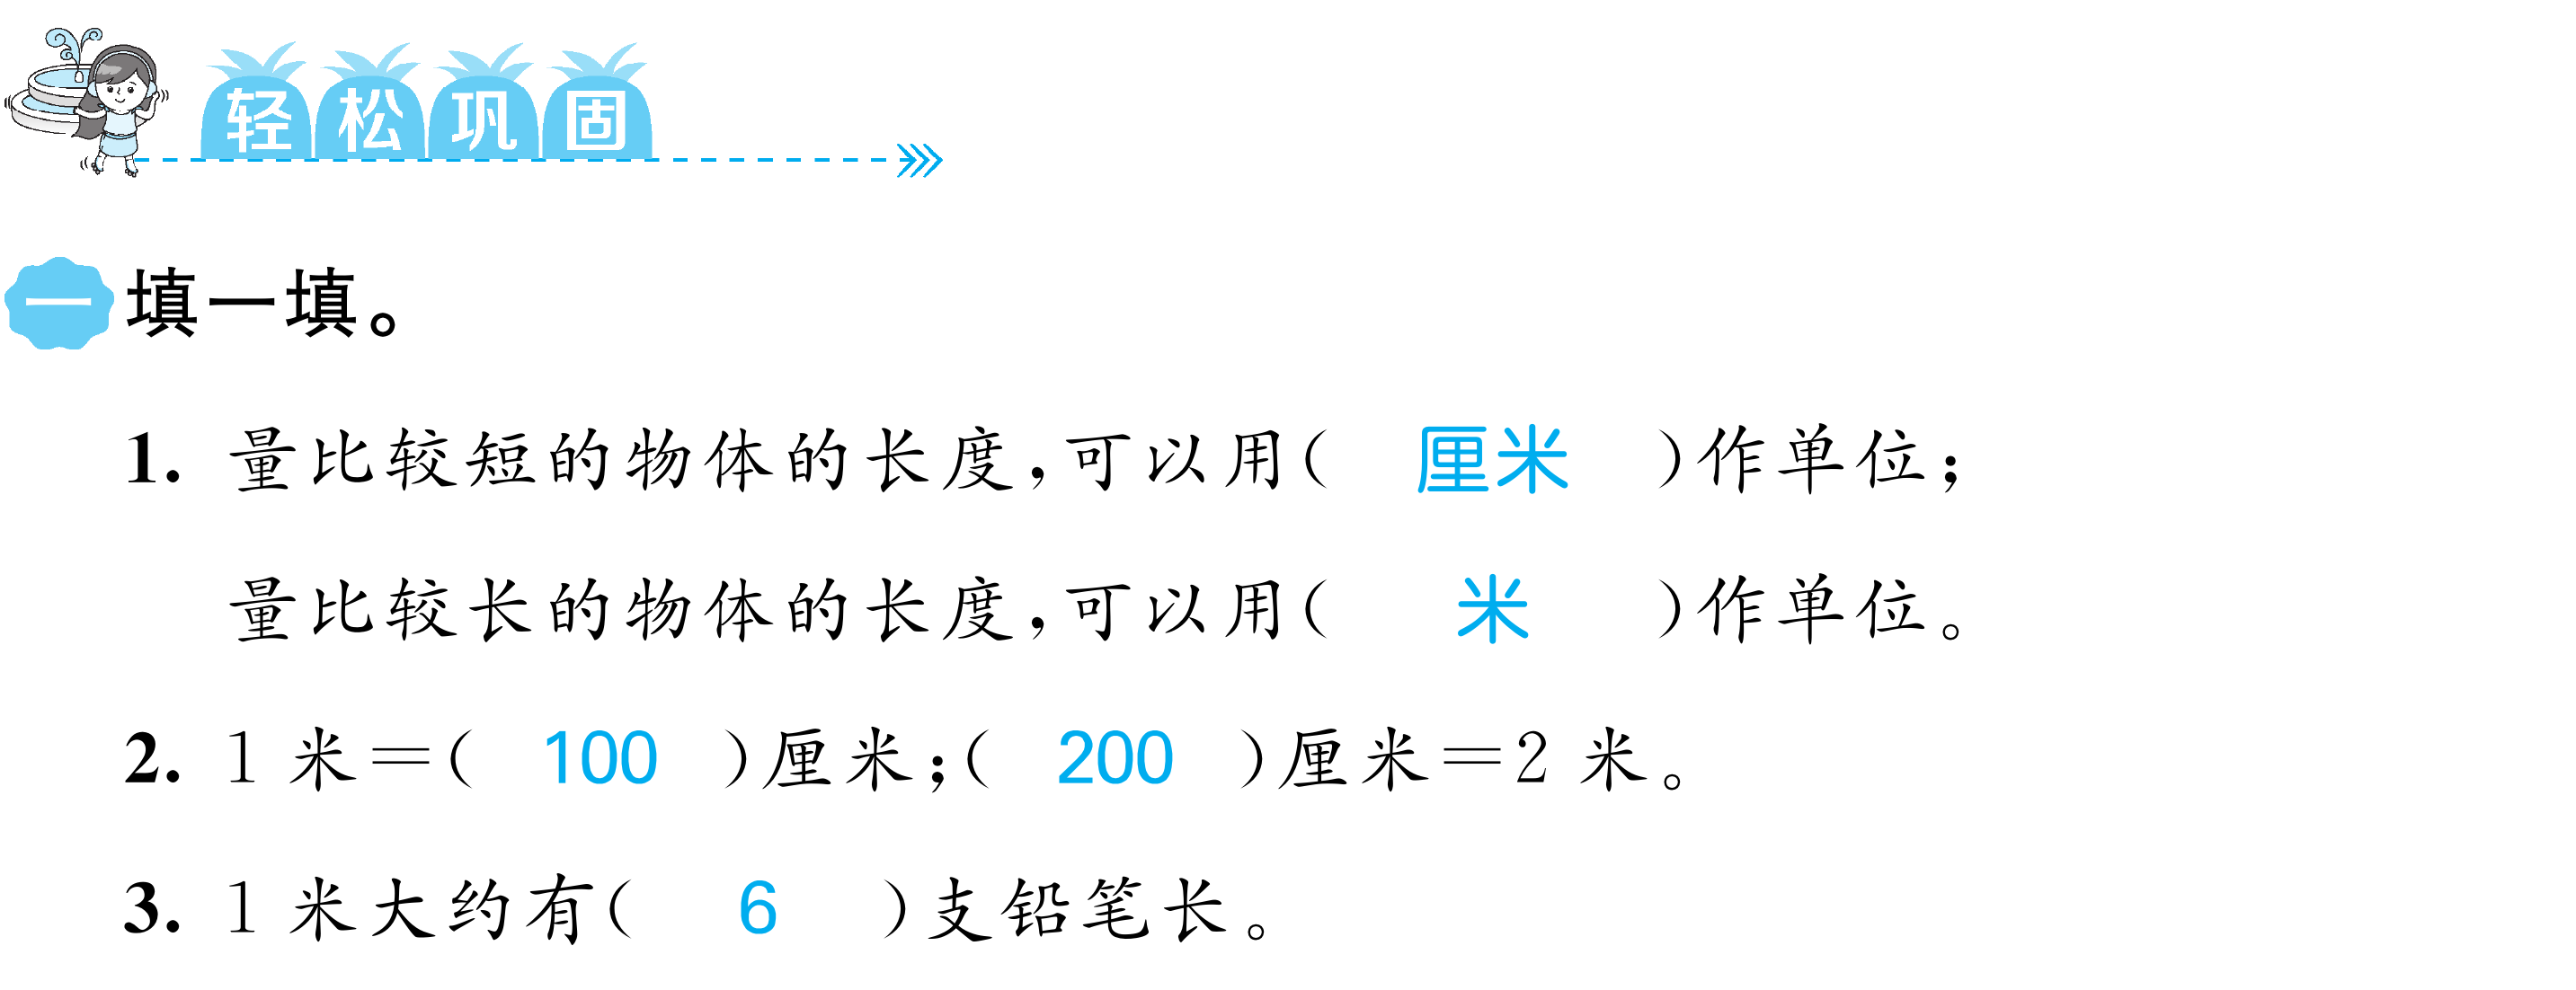 轻松巩固
一 填一填。
1. 量比较短的物体的长度,可以用( 厘米 )作单位;
量比较长的物体的长度,可以用( 米 )作单位。
2. 1 米=( 100 )厘米;( 200 )厘米=2 米。
3. 1 米大约有( 6 )支铅笔长。